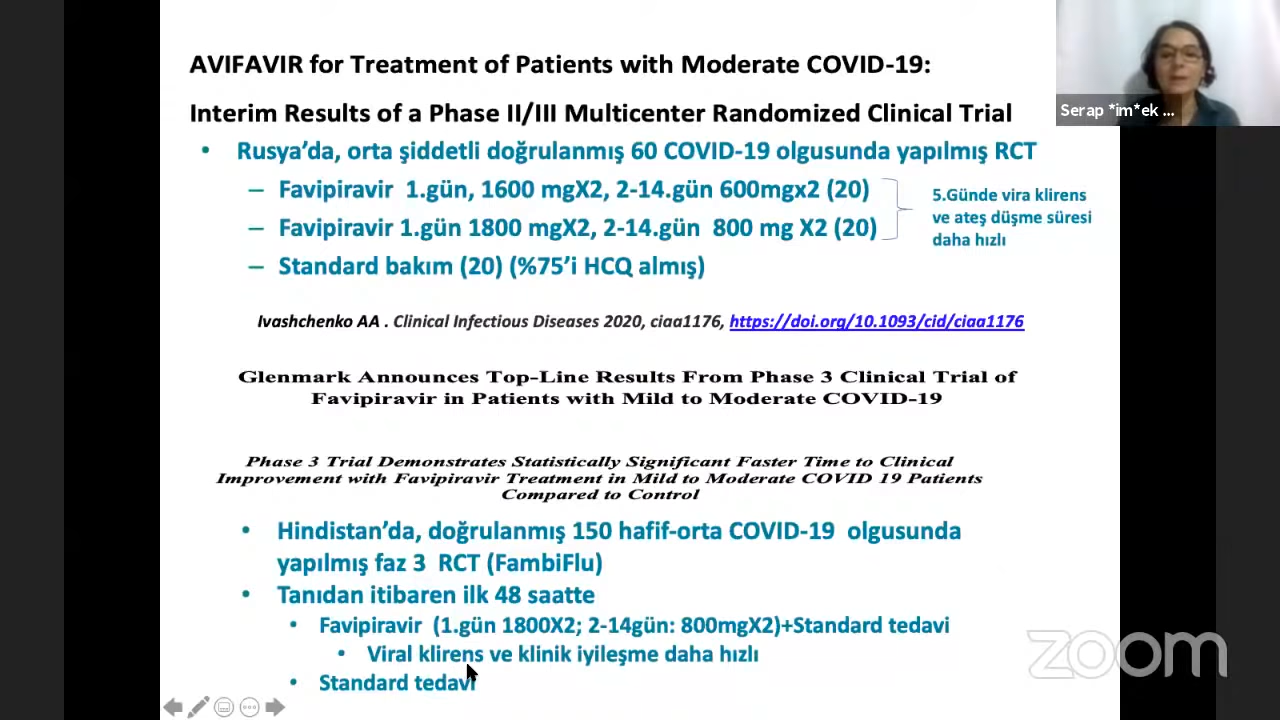 AVIFAVIR for Treatment of Patients with Moderate COVID-19:
Interim Results of a Phase II/III Multicenter Randomized Clinical Trial
Serap *im*ek ...
• Rusya'da, orta şiddetli doğrulanmış 60 COVID-19 olgusunda yapılmış RCT
– Favipiravir 1.gün, 1600 mgX2, 2-14.gün 600mgx2 (20)
– Favipiravir 1.gün 1800 mgX2, 2-14.gün 800 mg X2 (20)
5.Günde vira klirens
ve ateş düşme süresi
daha hızlı
– Standard bakım (20) (%75'i HCQ almış)
Ivashchenko AA . Clinical Infectious Diseases 2020, ciaa1176, https://doi.org/10.1093/cid/ciaa1176
Glenmark Announces Top-Line Results From Phase 3 Clinical Trial of
Favipiravir in Patients with Mild to Moderate COVID-19
Phase 3 Trial Demonstrates Statistically Significant Faster Time to Clinical
Improvement with Favipiravir Treatment in Mild to Moderate COVID 19 Patients
Compared to Control
• Hindistan'da, doğrulanmış 150 hafif-orta COVID-19 olgusunda
yapılmış faz 3 RCT (FambiFlu)
• Tanıdan itibaren ilk 48 saatte
• Favipiravir (1.gün 1800X2; 2-14gün: 800mgX2)+Standard tedavi
• Viral klirens ve klinik iyileşme daha hızlı
• Standard tedavi
zoom